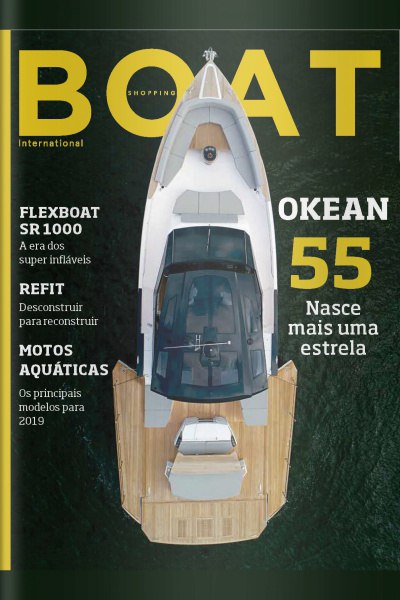 BOAT
SHOPPING
International
FLEXBOAT
SR 1000
A era dos
super infláveis
REFIT
Desconstruir
para reconstruir
MOTOS
AQUÁTICAS
Os principais
modelos para
2019
OKEAN
55
Nasce
mais uma
estrela